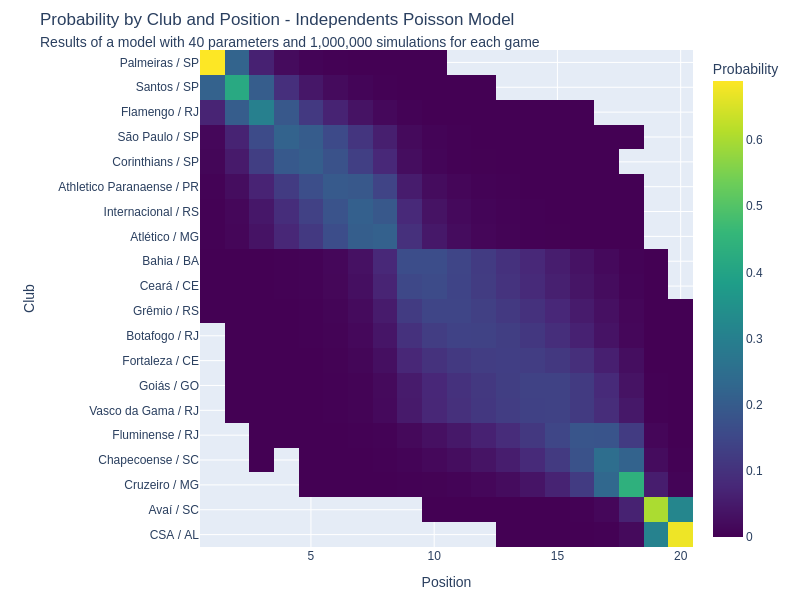 Probability by Club and Position - Independents Poisson Model
Results of a model with 40 parameters and 1,000,000 simulations for each game
Probability
Club
Palmeiras / SP
Santos / SP
Flamengo / RJ
São Paulo / SP
Corinthians / SP
Athletico Paranaense / PR
Internacional / RS
Atlético / MG
Bahia / BA
Ceará / CE
Grêmio / RS
Botafogo / RJ
Fortaleza / CE
Goiás / GO
Vasco da Gama / RJ
Fluminense / RJ
Chapecoense / SC
Cruzeiro / MG
Avaí / SC
CSA / AL
0.6
0.5
0.4
0.3
0.2
0.1
0
5
10
15
20
Position